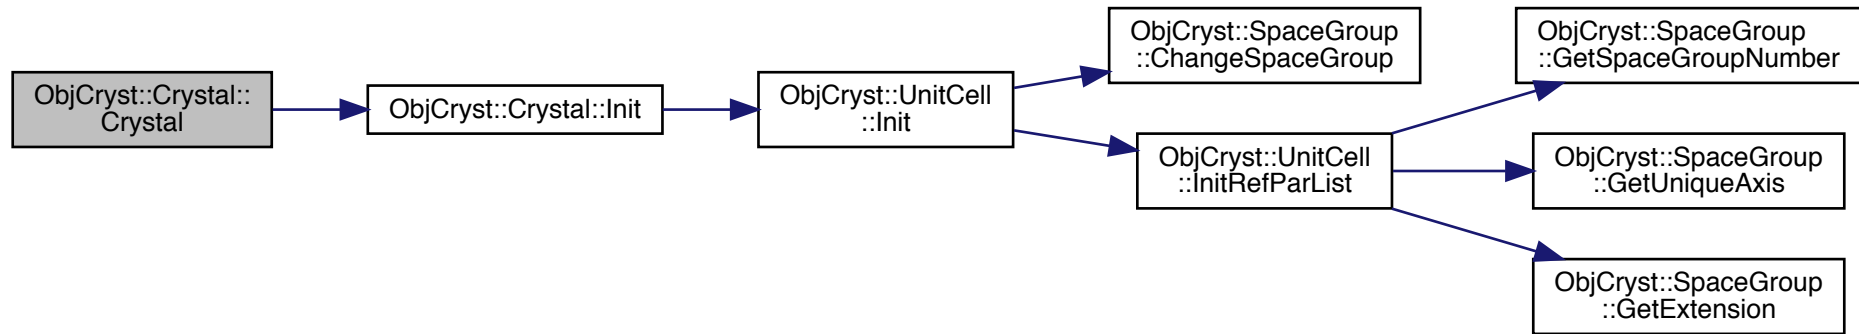 ObjCryst::Crystal::
Crystal
ObjCryst::Crystal::Init
ObjCryst::UnitCell
::Init
ObjCryst::SpaceGroup
::ChangeSpaceGroup
ObjCryst::UnitCell
::InitRefParList
ObjCryst::SpaceGroup
::GetSpaceGroupNumber
ObjCryst::SpaceGroup
::GetUniqueAxis
ObjCryst::SpaceGroup
::GetExtension